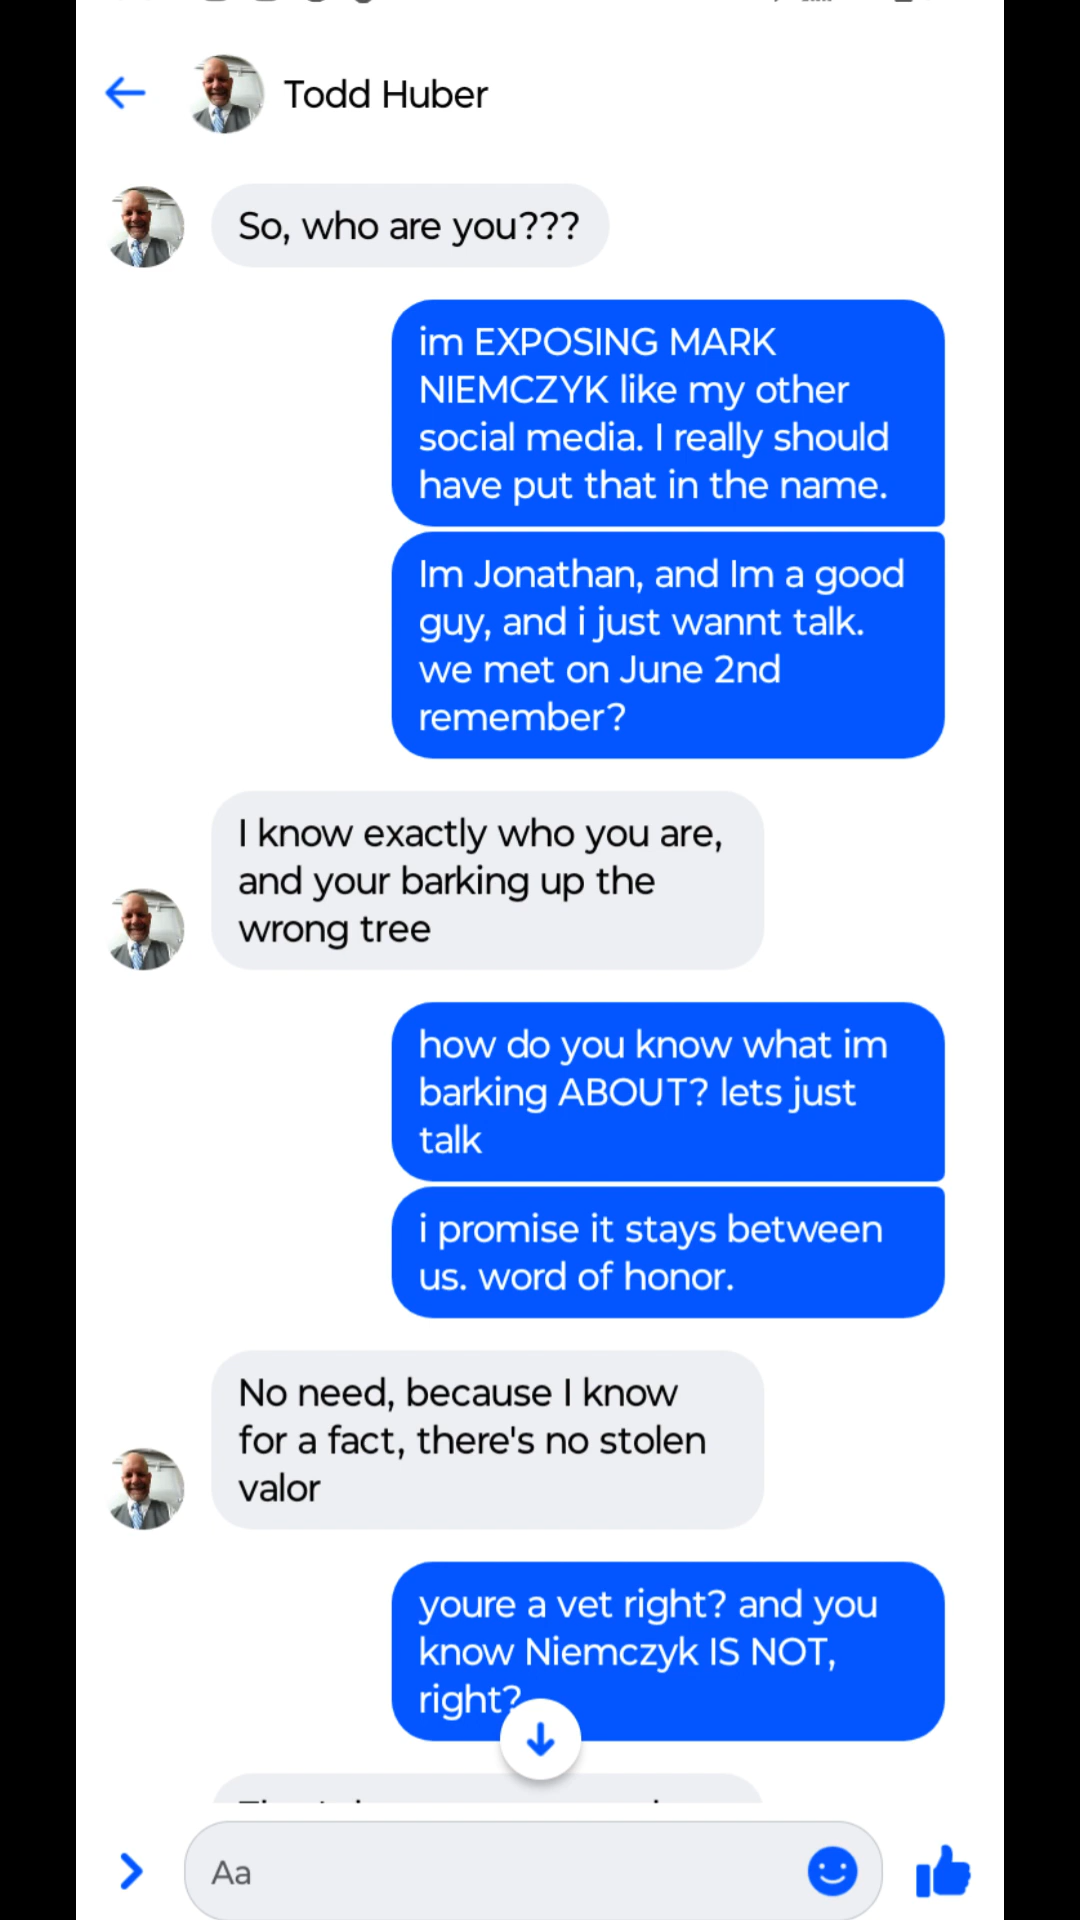 Todd Huber
So, who are you???
im EXPOSING MARK
NIEMCZYK like my other
social media. I really should
have put that in the name.
Im Jonathan, and Im a good
guy, and i just wannt talk.
we met on June 2nd
remember?
I know exactly who you are,
and your barking up the
wrong tree
how do you know what im
barking ABOUT? lets just
talk
i promise it stays between
us. word of honor.
No need, because I know
for a fact, there's no stolen
valor
youre a vet right? and you
know Niemczyk IS NOT,
right?
Aa